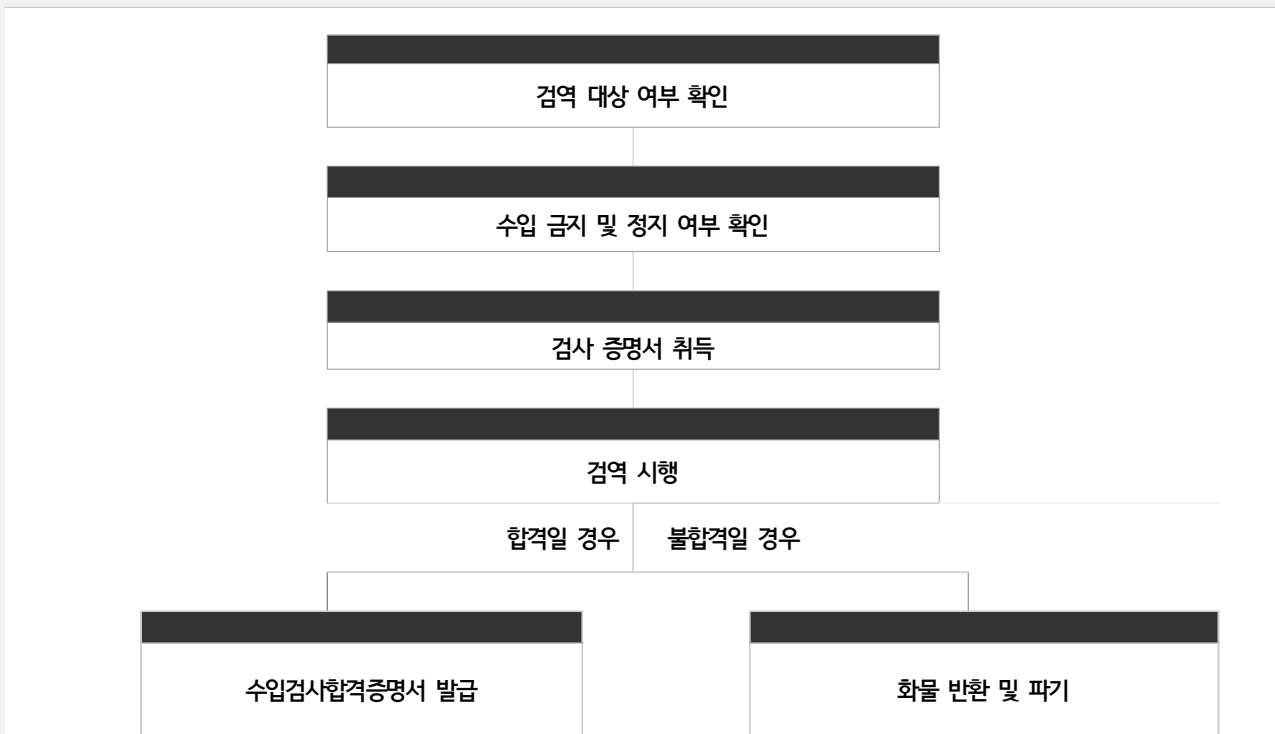 검역 대상 여부 확인
수입 금지 및 정지 여부 확인
검사 증명서 취득
검역 시행
합격일 경우 불합격일 경우
수입검사합격증명서 발급
화물 반환 및 파기